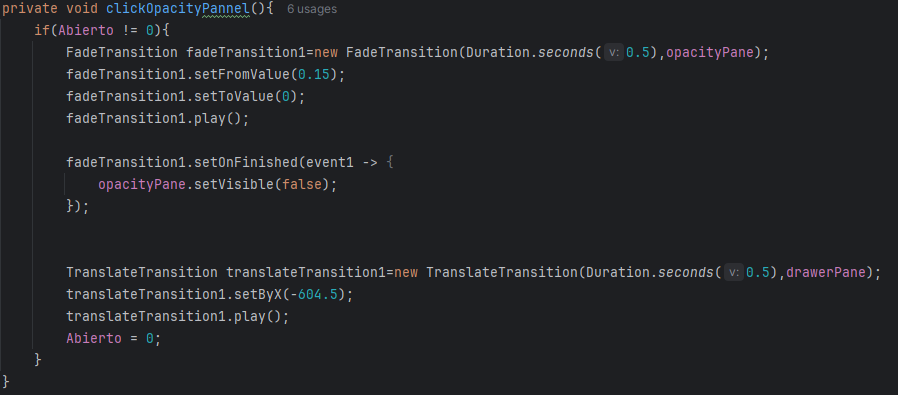 private void clickOpacityPannel(){ 6 usages
if(Abierto != 0){
FadeTransition fadeTransition1=new FadeTransition(Duration.seconds( v: 0.5),opacityPane);
fadeTransition1.setFromValue(0.15);
fadeTransition1.setToValue(0);
fadeTransition1.play();
fadeTransition1.setOnFinished(event1 -> {
opacityPane.setVisible(false);
});
TranslateTransition translateTransition1=new TranslateTransition(Duration.seconds( v: 0.5),drawerPane);
translateTransition1.setByX(-604.5);
translateTransition1.play();
Abierto = 0;
}
}